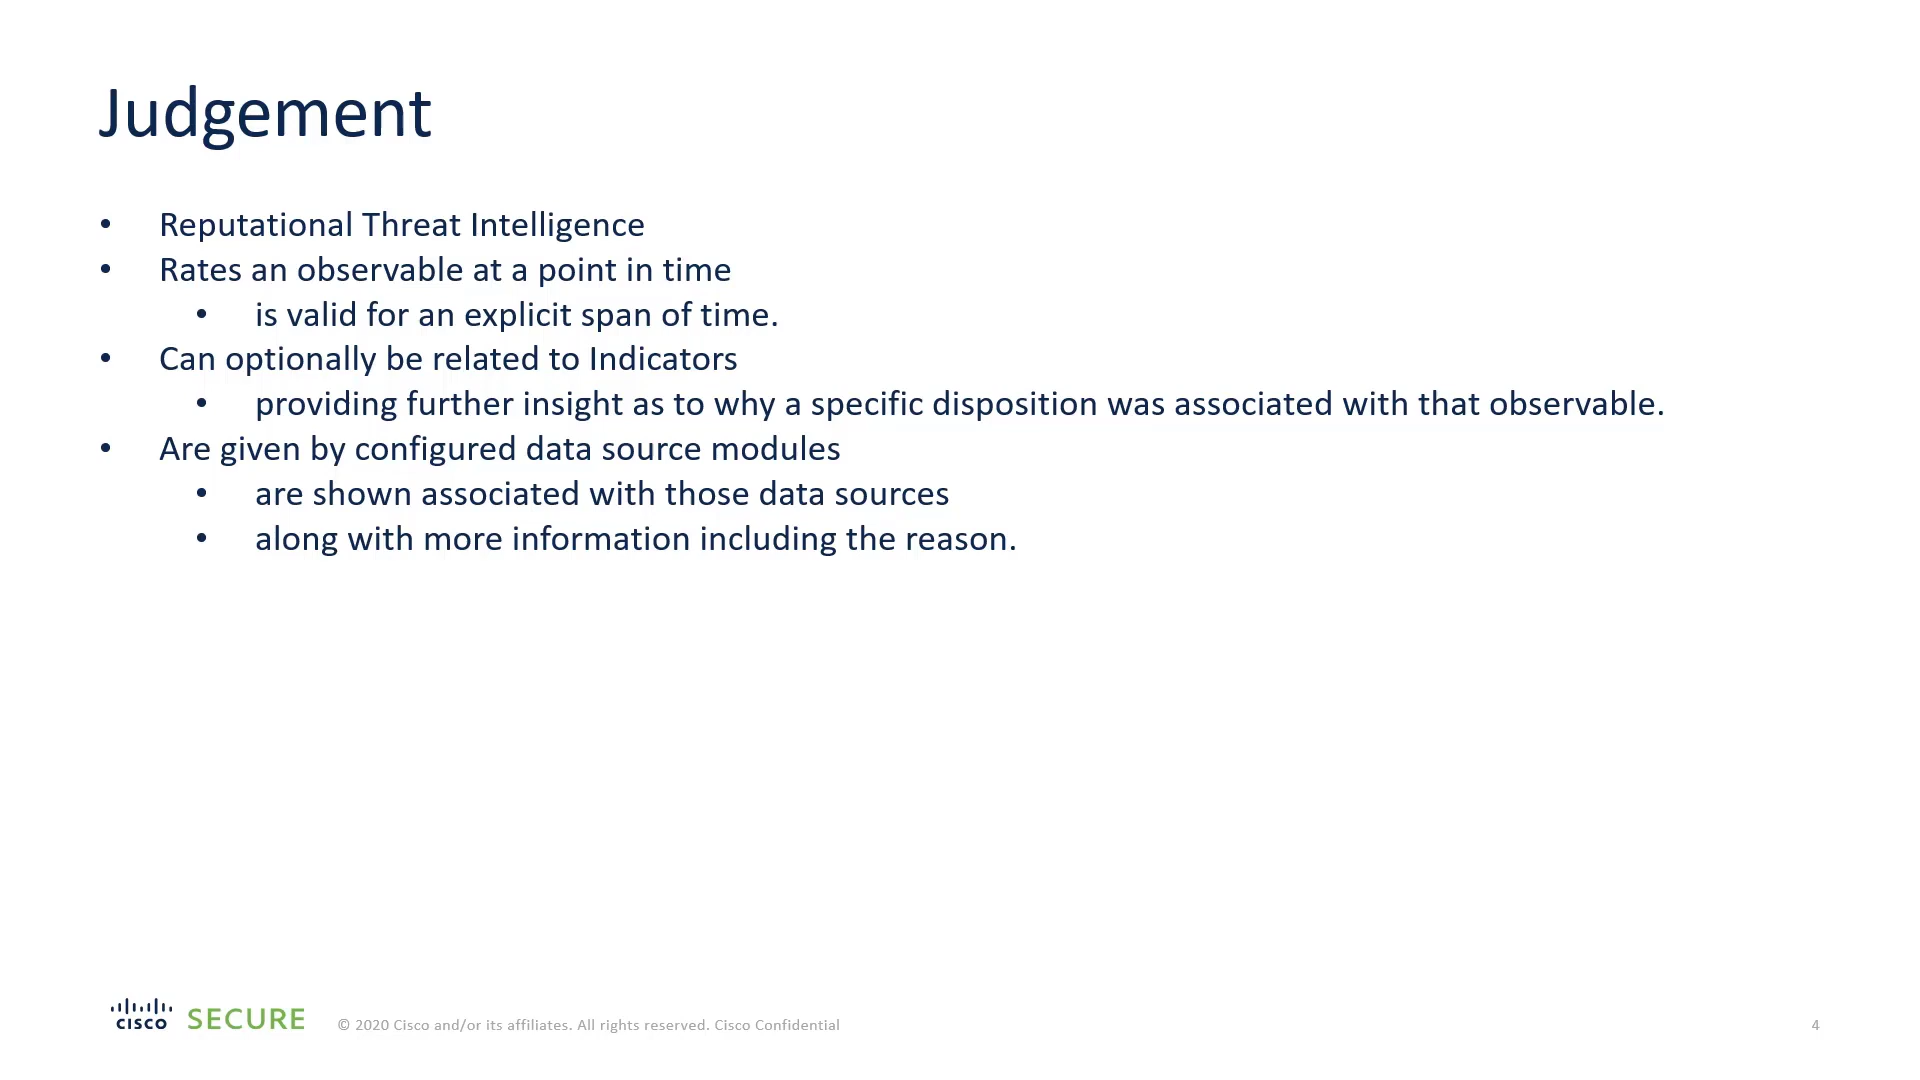 Judgement
• Reputational Threat Intelligence
• Rates an observable at a point in time
• is valid for an explicit span of time.
• Can optionally be related to Indicators
• providing further insight as to why a specific disposition was associated with that observable.
• Are given by configured data source modules
• are shown associated with those data sources
• along with more information including the reason.
cisco SECURE © 2020 Cisco and/or its affiliates. All rights reserved. Cisco Confidential 4